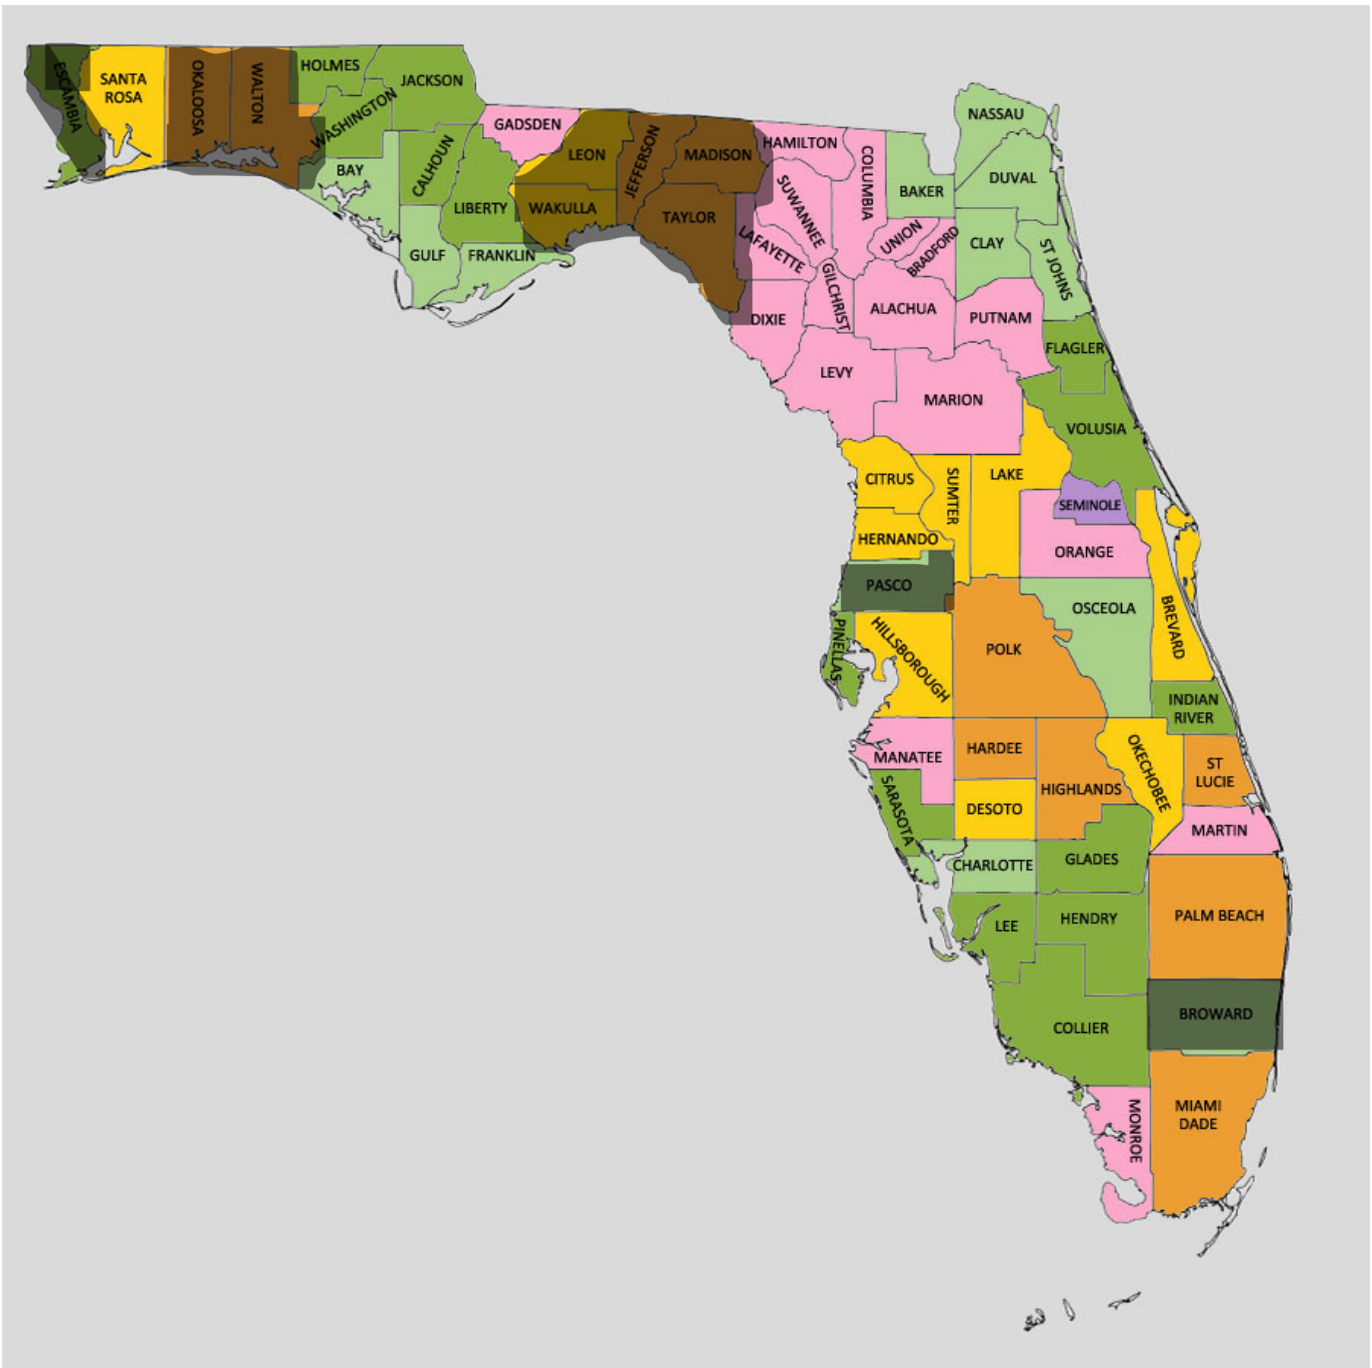 ESCAMBIA
SANTA
ROSA
OKALOOSA
WALTON
HOLMES
JACKSON
WASHINGTON
BAY
CALHOUN
GULF
LIBERTY
FRANKLIN
GADSDEN
LEON
WAKULLA
JEFFERSON
MADISON
TAYLOR
HAMILTON
SUWANNEE
LAFAYETTE
COLUMBIA
BAKER
NASSAU
DUVAL
UNION
BRADFORD
CLAY
ST JOHNS
DIXIE
GILCHRIST
ALACHUA
PUTNAM
FLAGLER
LEVY
MARION
VOLUSIA
CITRUS
SUMTER
LAKE
SEMINOLE
HERNANDO
ORANGE
PASCO
OSCEOLA
BREVARD
PINELLAS
HILLSBOROUGH
POLK
INDIAN
RIVER
MANATEE
HARDEE
HIGHLANDS
OKECHOBEE
ST
LUCIE
SARASOTA
DESOTO
MARTIN
CHARLOTTE
GLADES
LEE
HENDRY
PALM BEACH
COLLIER
BROWARD
MONROE
MIAMI
DADE